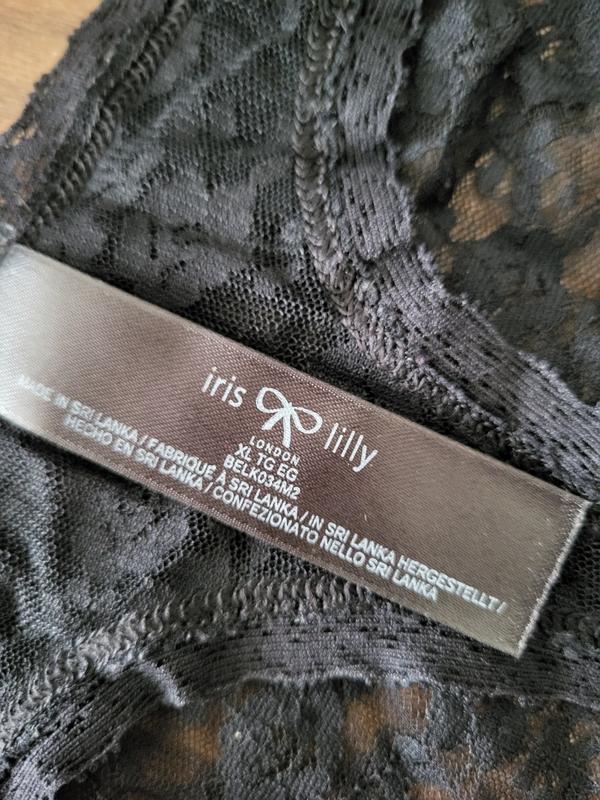 iris lilly
LONDON
XL TG EG
BELK034M2
MADE IN SRI LANKA / FABRIQUÉ À SRI LANKA / IN SRI LANKA HERGESTELLT /
HECHO EN SRI LANKA / CONFEZIONATO NELLO SRI LANKA